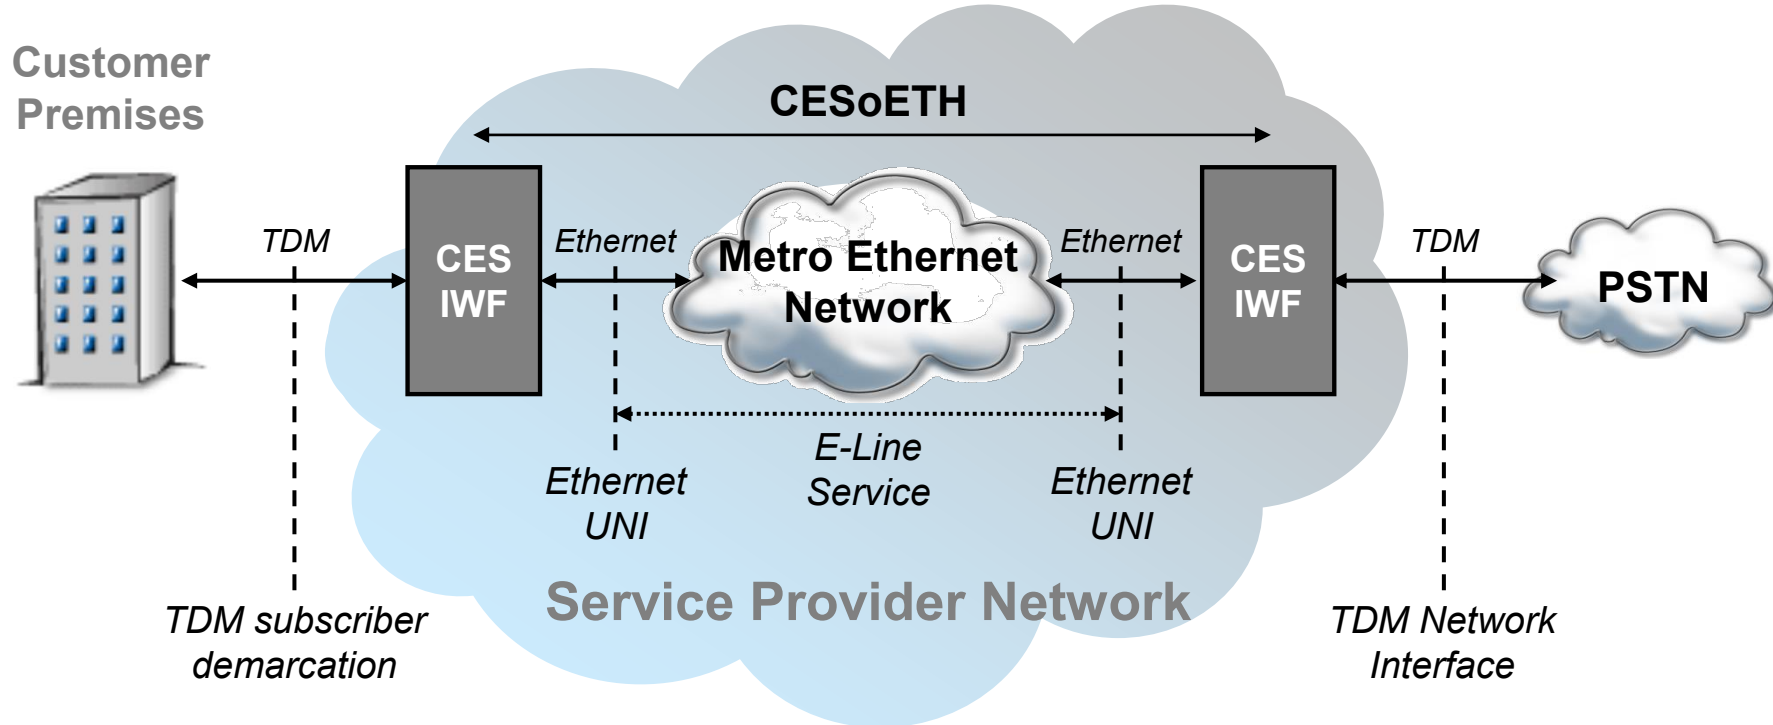 Customer
Premises
CESoETH
TDM
CES
IWF
Ethernet
Metro Ethernet
Network
Ethernet
CES
IWF
TDM
PSTN
E-Line
Service
Ethernet
UNI
Ethernet
UNI
Service Provider Network
TDM subscriber
demarcation
TDM Network
Interface